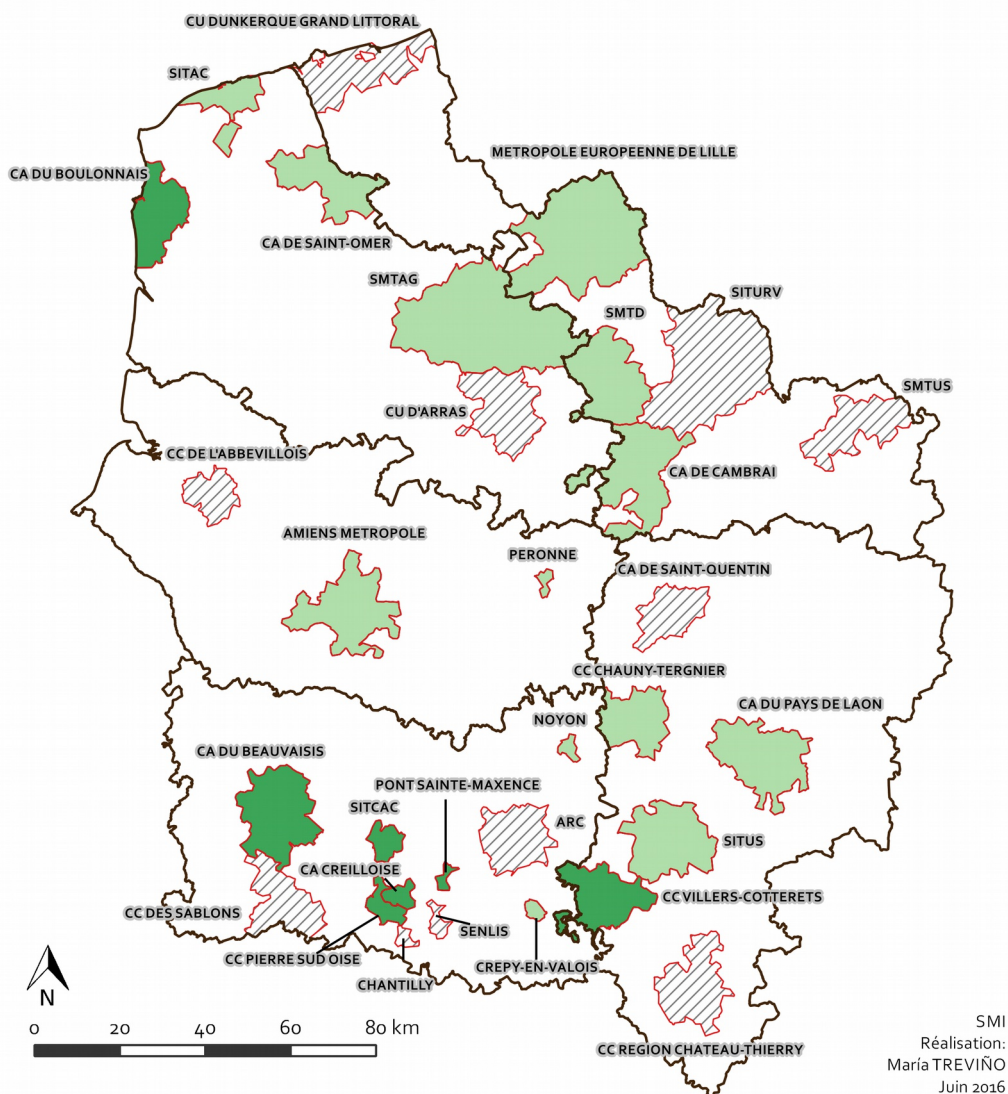 CU DUNKERQUE GRAND LITTORAL
SITAC
METROPOLE EUROPEENNE DE LILLE
CA DU BOULONNAIS
CA DE SAINT-OMER
SMTAG
SITURV
SMTD
SMTUS
CU D'ARRAS
CC DE L'ABBEVILLOIS
CA DE CAMBRAI
AMIENS METROPOLE
PERONNE
CA DE SAINT-QUENTIN
CC CHAUNY-TERGNIER
CA DU PAYS DE LAON
NOYON
CA DU BEAUVAISIS
PONT SAINTE-MAXENCE
SITCAC
ARC
SITUS
CA CREILLOISE
CC VILLERS-COTTERETS
CC DES SABLONS
SENLIS
CC PIERRE SUD OISE
CREPY-EN-VALOIS
CHANTILLY
N
0 20 40 60 80 km
CC REGION CHATEAU-THIERRY
SMI
Réalisation:
María TREVIÑO
Juin 2016